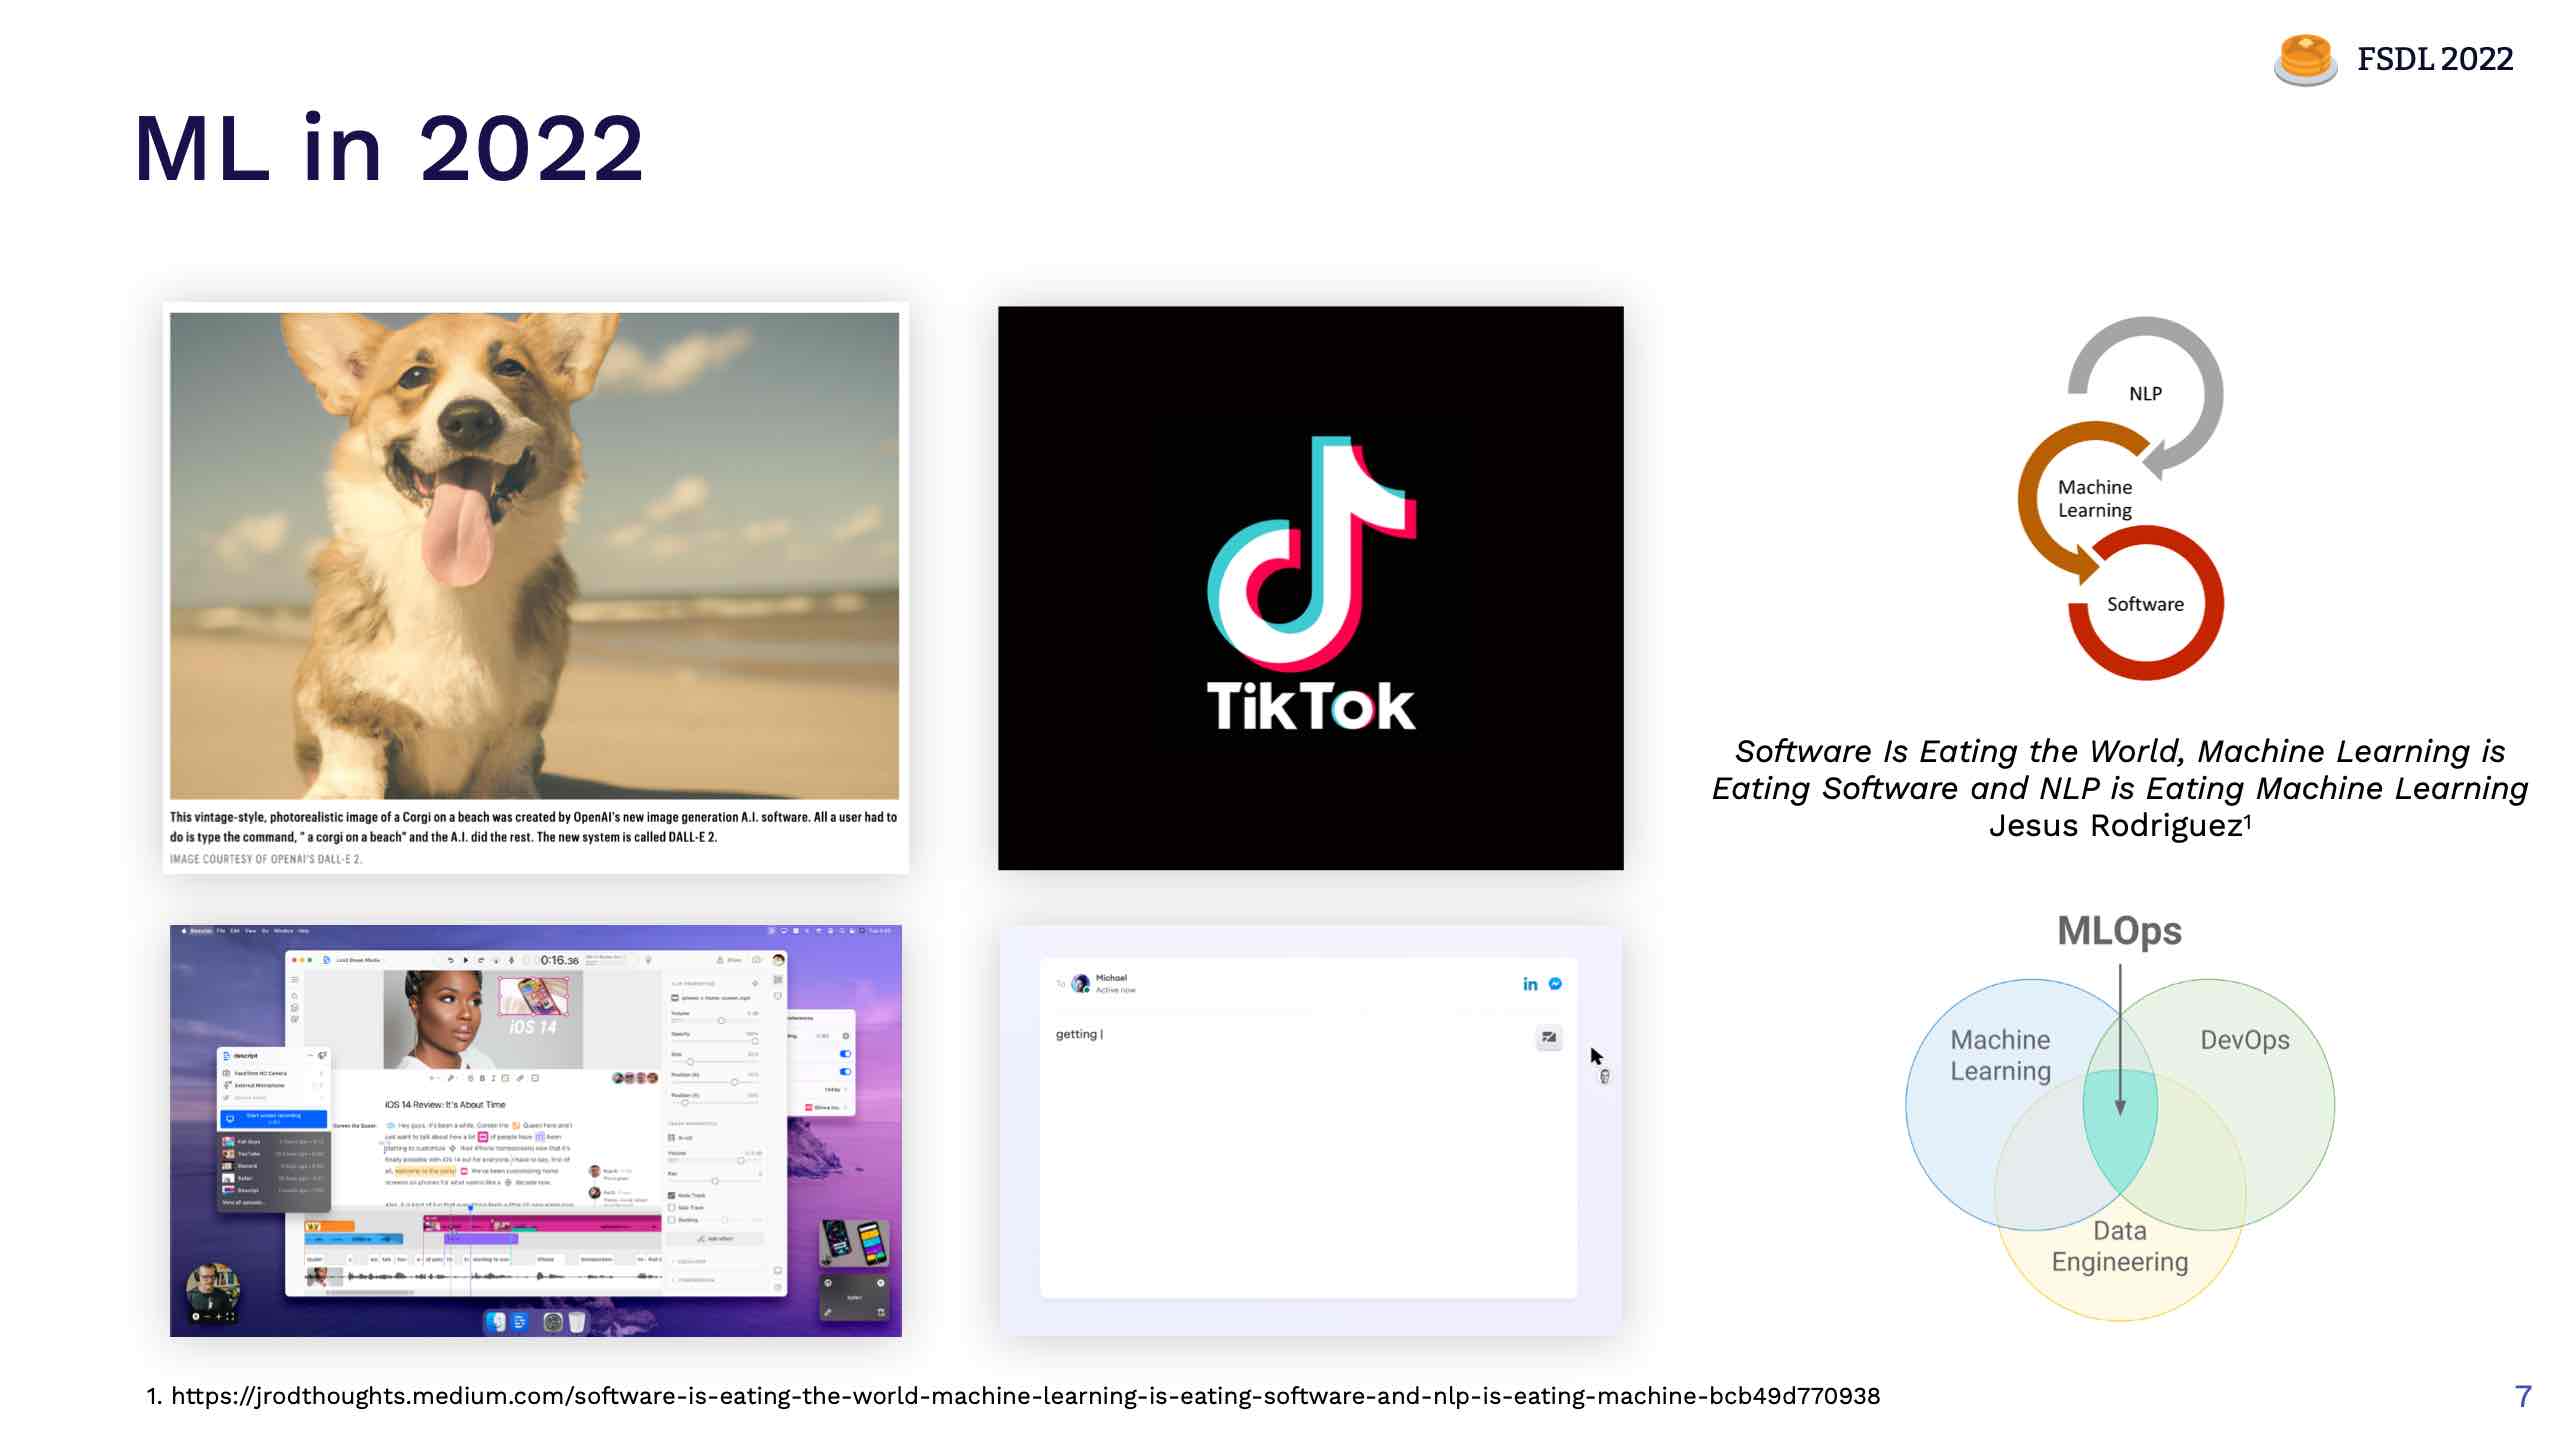 FSDL 2022
ML in 2022
This vintage-style, photorealistic image of a Corgi on a beach was created by OpenAI's new image generation A.I. software. All a user had to
do is type the command, " a corgi on a beach" and the A.I. did the rest. The new system is called DALL-E 2.
IMAGE COURTESY OF OPENAI'S DALL-E 2.
TikTok
NLP
Machine
Learning
Software
Software Is Eating the World, Machine Learning is
Eating Software and NLP is Eating Machine Learning
Jesus Rodriguez¹
0:16.36
iOS 14
descript
iOS 14 Review: It's About Time
To
Michael
Active now
in
getting
MLOps
Machine
Learning
DevOps
Data
Engineering
1. https://jrodthoughts.medium.com/software-is-eating-the-world-machine-learning-is-eating-software-and-nlp-is-eating-machine-bcb49d770938
7